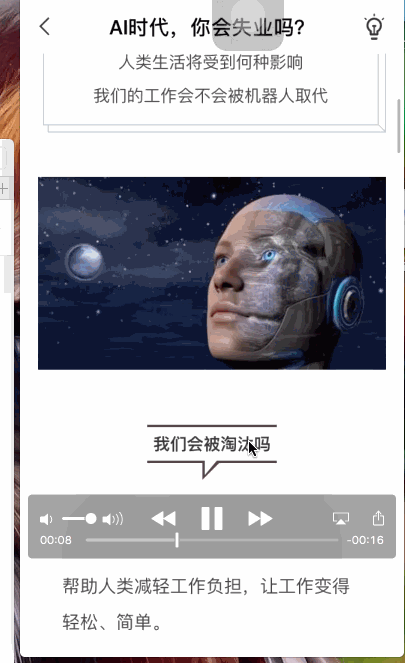 AI时代，你会失业吗?
人类生活将受到何种影响
我们的工作会不会被机器人取代
我们会被淘汰吗
00:08
-00:16
帮助人类减轻工作负担，让工作变得
轻松、简单。